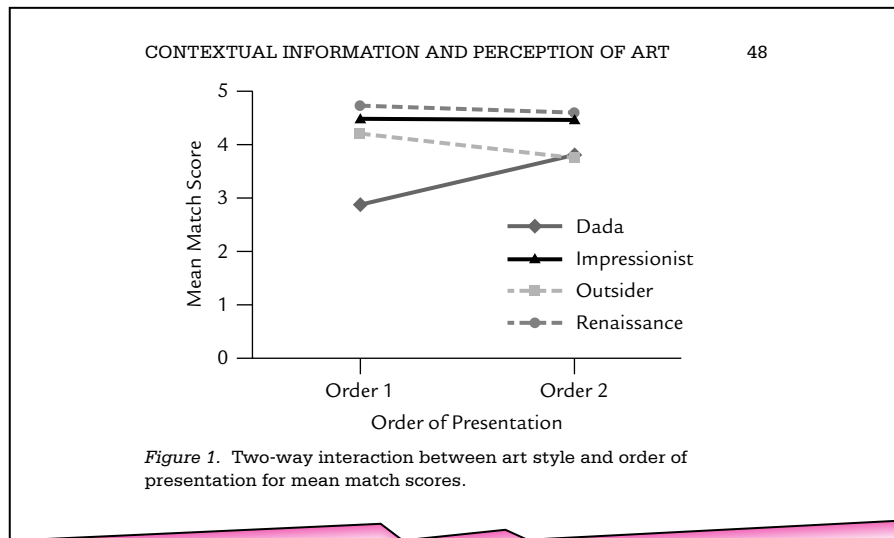 CONTEXTUAL INFORMATION AND PERCEPTION OF ART 48
5
4
3
2
1
0
Mean Match Score
Dada
Impressionist
Outsider
Renaissance
Order 1 Order 2
Order of Presentation
Figure 1. Two-way interaction between art style and order of
presentation for mean match scores.